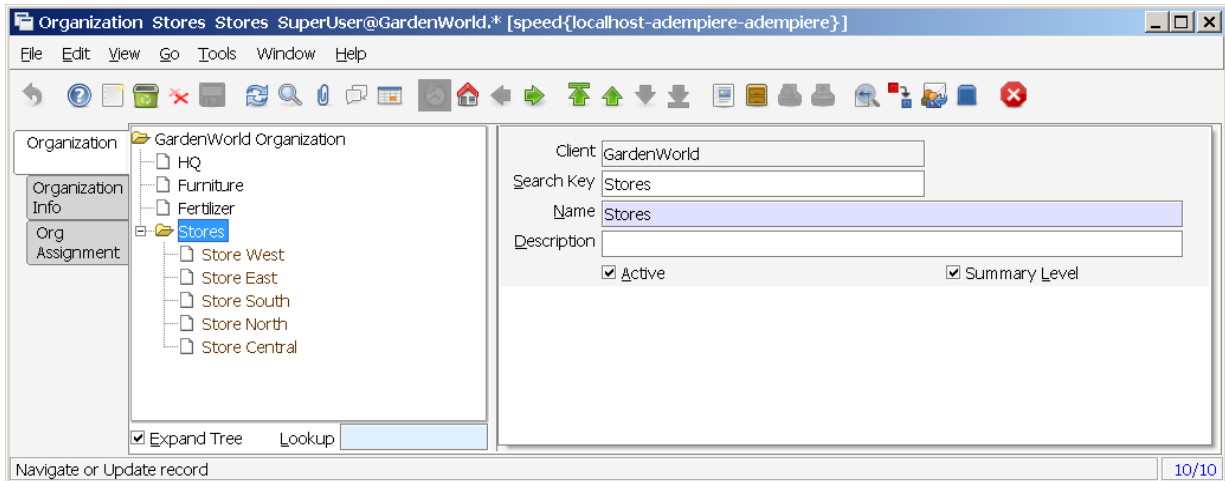 Organization Stores Stores SuperUser@GardenWorld.* [speed{localhost-adempiere-adempiere}]
File Edit View Go Tools Window Help
Organization
Organization Info
Org Assignment
GardenWorld Organization
HQ
Furniture
Fertilizer
Stores
Store West
Store East
Store South
Store North
Store Central
Expand Tree Lookup
Client GardenWorld
Search Key Stores
Name Stores
Description
Active Summary Level
Navigate or Update record 10/10